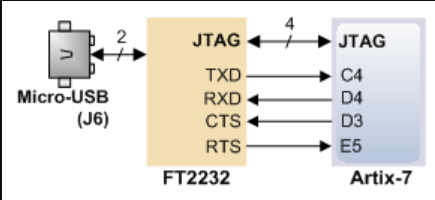 2
4
JTAG
JTAG
TXD
C4
RXD
D4
CTS
D3
RTS
E5
Micro-USB
(J6)
FT2232
Artix-7